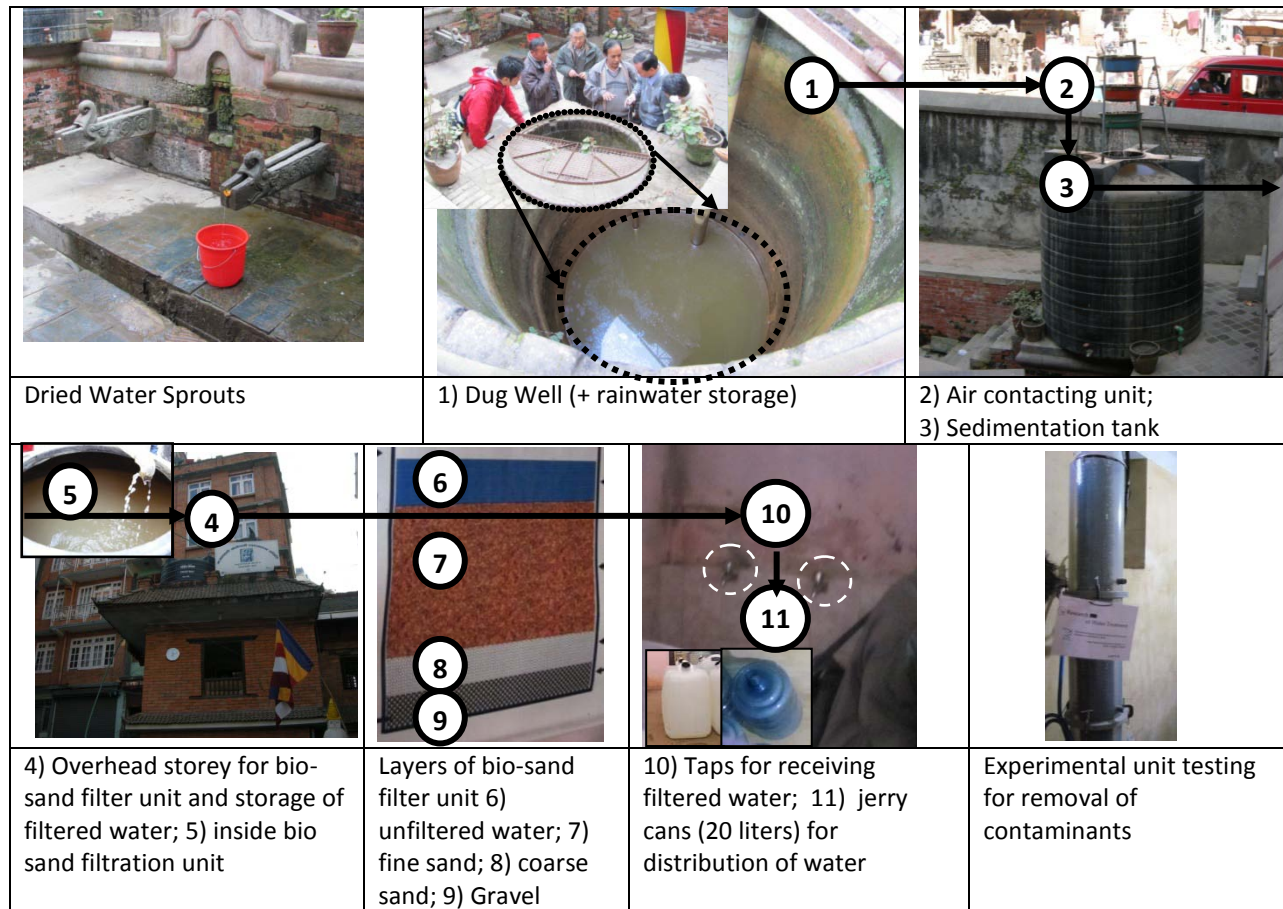 1
2
3
Dried Water Sprouts
1) Dug Well (+ rainwater storage)
2) Air contacting unit;
3) Sedimentation tank
5
4
6
7
8
9
10
11
4) Overhead storey for bio-
sand filter unit and storage of
filtered water; 5) inside bio
sand filtration unit
Layers of bio-sand
filter unit 6)
unfiltered water; 7)
fine sand; 8) coarse
sand; 9) Gravel
10) Taps for receiving
filtered water; 11) jerry
cans (20 liters) for
distribution of water
Experimental unit testing
for removal of
contaminants